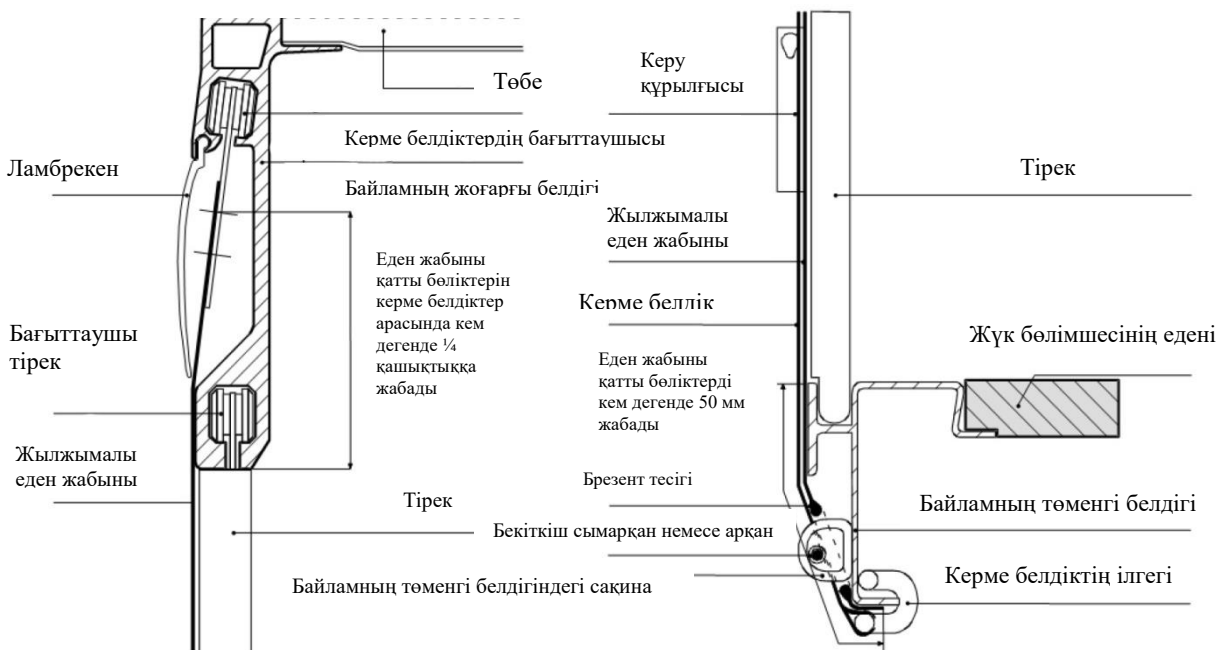 Төбе
Керме белдіктердің бағыттаушысы
Ламбрекен
Байламның жоғарғы белдігі
Еден жабыны
қатты бөліктерін
керме белдіктер
арасында кем
дегенде ¼
қашықтыққа
жабады
Бағыттаушы
тірек
Жылжымалы
еден жабыны
Тірек
Керу
құрылғысы
Тірек
Жылжымалы
еден жабыны
Керме белдік
Жүк бөлімшесінің едені
Еден жабыны
қатты бөліктерді
кем дегенде 50 мм
жабады
Брезент тесігі
Байламның төменгі белдігі
Бекіткіш сымарқан немесе арқан
Керме белдіктің ілгегі
Байламның төменгі белдігіндегі сақина